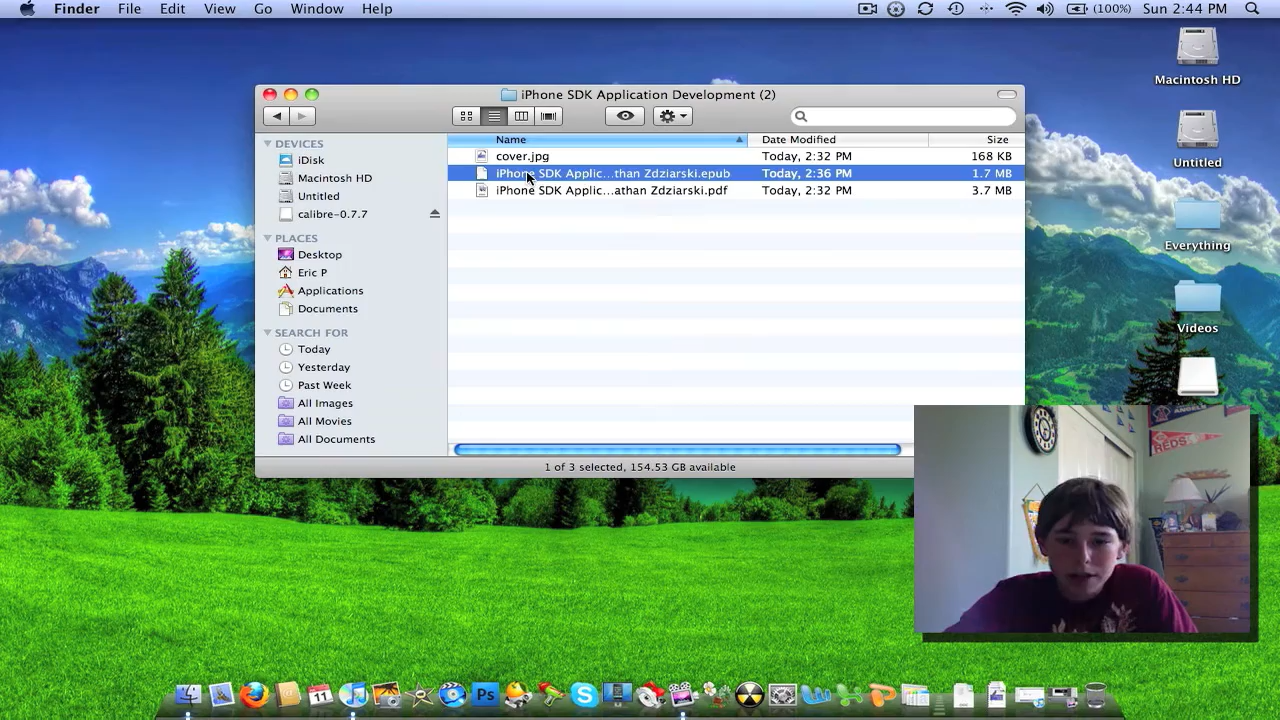 Finder File Edit View Go Window Help (100%) Sun 2:44 PM
iPhone SDK Application Development (2)
Macintosh HD
Untitled
Everything
Videos
DEVICES
iDisk
Macintosh HD
Untitled
calibre-0.7.7
PLACES
Desktop
Eric P
Applications
Documents
SEARCH FOR
Today
Yesterday
Past Week
All Images
All Movies
All Documents
Name Date Modified Size
cover.jpg Today, 2:32 PM 168 KB
iPhone SDK Applic...than Zdziarski.epub Today, 2:36 PM 1.7 MB
iPhone SDK Applic...athan Zdziarski.pdf Today, 2:32 PM 3.7 MB
1 of 3 selected, 154.53 GB available
ANGELS
REDS
11
Ps